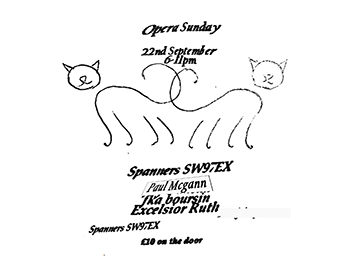 Opera Sunday
22nd September
6-11pm
Spanners SW97EX
Paul Mcgann
JKa boursin
Excelsior Ruth
Spanners SW97EX
£10 on the door